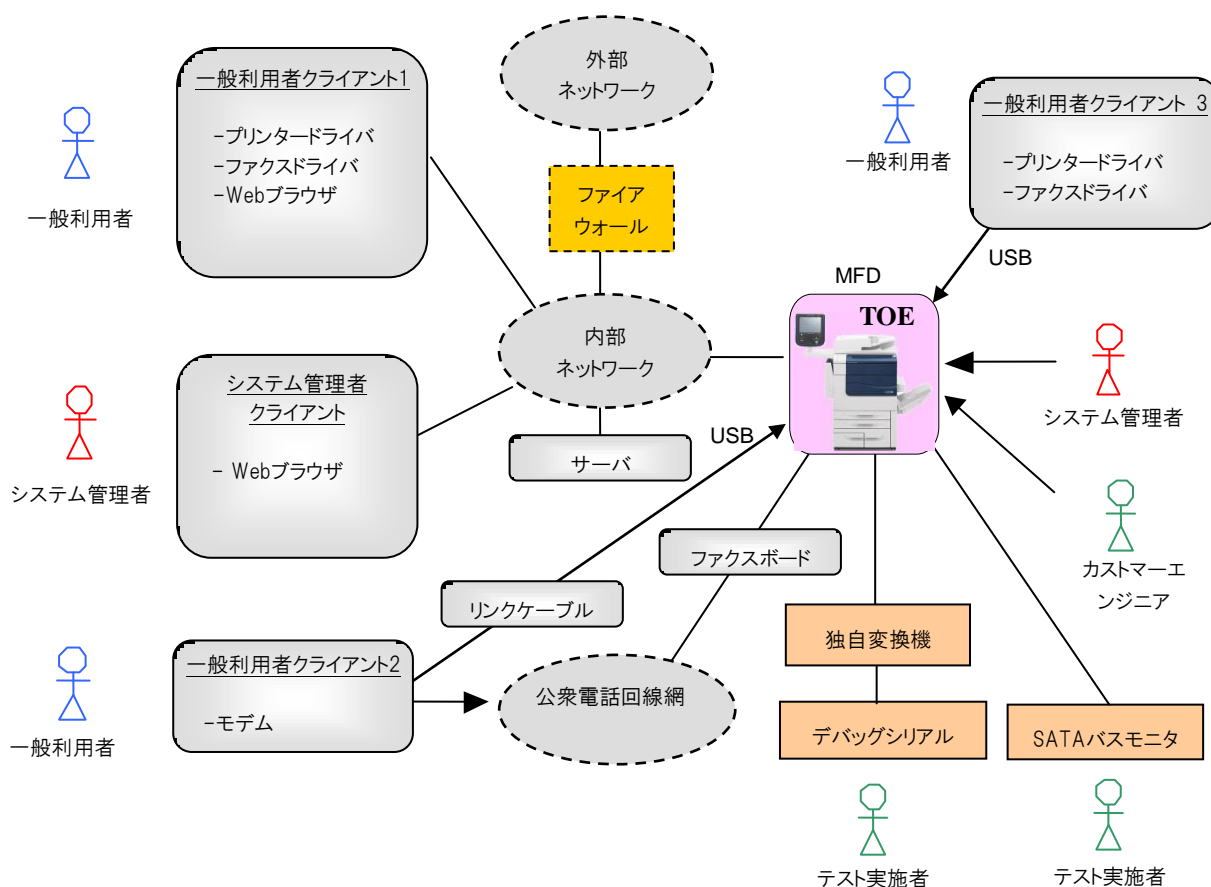 外部
ネットワーク
一般利用者クライアント1
-プリンタードライバ
-ファクスドライバ
-Webブラウザ
一般利用者
ファイア
ウォール
一般利用者
一般利用者クライアント 3
-プリンタードライバ
-ファクスドライバ
USB
MFD
TOE
内部
ネットワーク
システム管理者
クライアント
- Webブラウザ
システム管理者
サーバ
USB
システム管理者
ファクスボード
カストマーエ
ンジニア
リンクケーブル
独自変換機
一般利用者クライアント2
-モデム
一般利用者
公衆電話回線網
デバッグシリアル
SATAバスモニタ
テスト実施者
テスト実施者